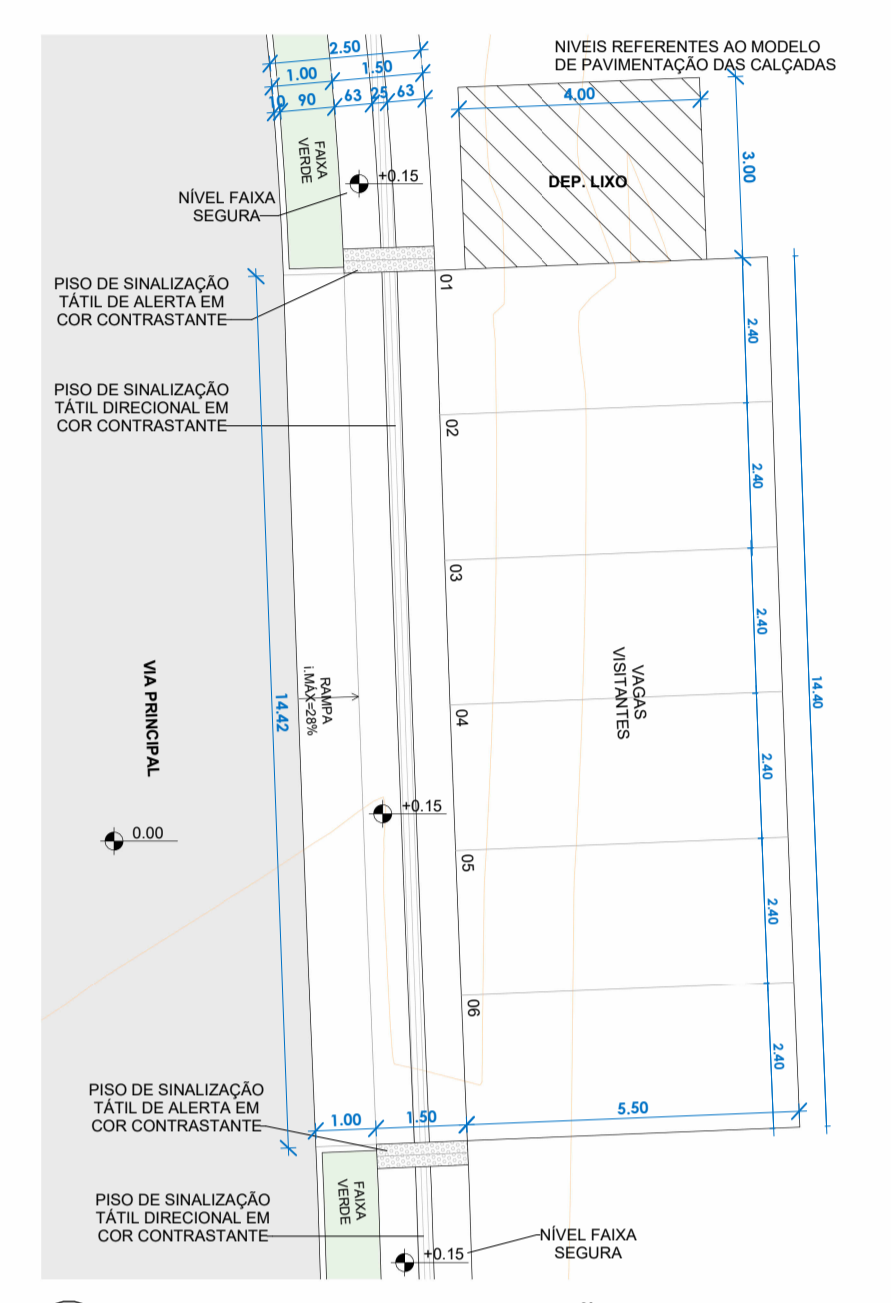 NIVEIS REFERENTES AO MODELO
DE PAVIMENTAÇÃO DAS CALÇADAS
2.50
1.00
1.50
10
90
63
25
63
4.00
3.00
FAIXA
VERDE
+0.15
DEP. LIXO
NÍVEL FAIXA
SEGURA
PISO DE SINALIZAÇÃO
TÁTIL DE ALERTA EM
COR CONTRASTANTE
01
2.40
PISO DE SINALIZAÇÃO
TÁTIL DIRECIONAL EM
COR CONTRASTANTE
02
2.40
03
2.40
VIA PRINCIPAL
14.42
RAMPA
i.MÁX=28%
VAGAS
VISITANTES
14.40
04
2.40
+0.15
0.00
05
2.40
06
2.40
PISO DE SINALIZAÇÃO
TÁTIL DE ALERTA EM
COR CONTRASTANTE
1.00
1.50
5.50
FAIXA
VERDE
PISO DE SINALIZAÇÃO
TÁTIL DIRECIONAL EM
COR CONTRASTANTE
+0.15
NÍVEL FAIXA
SEGURA